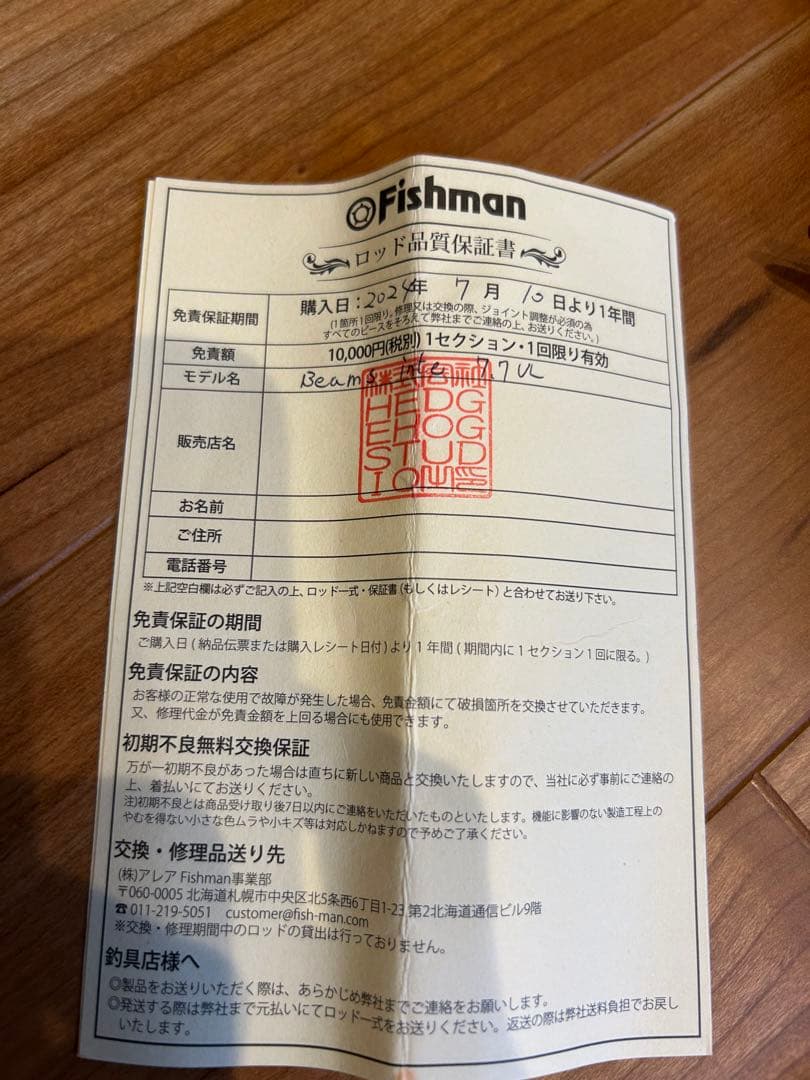 Fishman
ロッド品質保証書
免責保証期間
購入日:2024年 7月 10日より1年間
(1箇所1回限り。修理又は交換の際、ジョイント調整が必須の為
すべてのピースをそろえて弊社までご連絡の上、お送りください。)
免責額
10,000円(税別) 1セクション・1回限り有効
モデル名
Beams inte 7.7UL
販売店名
株式会社
HEDG
EHOG
STUD
IO
お名前
ご住所
電話番号
※上記空白欄は必ずご記入の上、ロッド一式・保証書(もしくはレシート)と合わせてお送り下さい。
免責保証の期間
ご購入日(納品伝票または購入レシート日付)より1年間(期間内に1セクション1回に限る。)
免責保証の内容
お客様の正常な使用で故障が発生した場合、免責金額にて破損箇所を交換させていただきます。
又、修理代金が免責金額を上回る場合にも使用できます。
初期不良無料交換保証
万が一初期不良があった場合は直ちに新しい商品と交換いたしますので、当社に必ず事前にご連絡の
上、着払いにてお送りください。
注)初期不良とは商品受け取り後7日以内にご連絡をいただいたものといたします。機能に影響のない製造工程上の
やむを得ない小さな色ムラや小キズ等は対応しかねますので予めご了承ください。
交換・修理品送り先
(株)アレア Fishman事業部
〒060-0005 北海道札幌市中央区北5条西6丁目1-23 第2北海道通信ビル9階
☎011-219-5051 customer@fish-man.com
※交換・修理期間中のロッドの貸出は行っておりません。
釣具店様へ
◎製品をお送りいただく際は、あらかじめ弊社までご連絡をお願いします。
◎発送する際は弊社まで元払いにてロッド一式をお送りください。返送の際は弊社送料負担でお戻し
いたします。